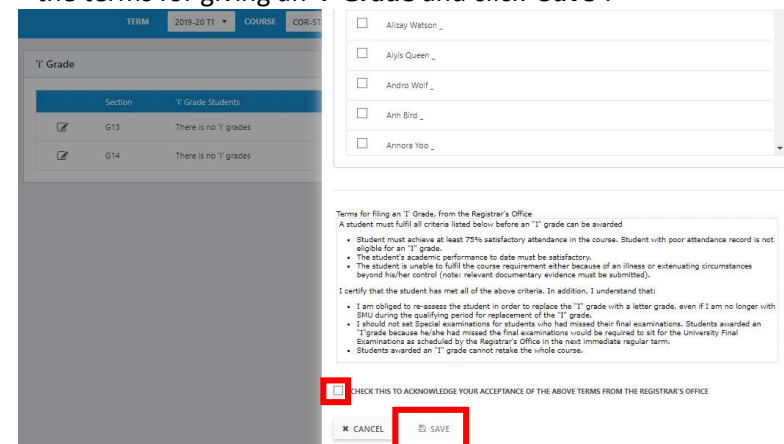 the terms for giving an 'I' Grade and click 'Save'.
TERM 2019-20 T1 COURSE COR-ST
'I' Grade
Section 'I' Grade Students
G13 There is no 'I' grades
G14 There is no 'I' grades
Alizay Watson _
Alyis Queen _
Andro Wolf _
Anh Bird _
Annora Yoo _
Terms for filing an 'I' Grade, from the Registrar's Office
A student must fulfil all criteria listed below before an "I" grade can be awarded
• Student must achieve at least 75% satisfactory attendance in the course. Student with poor attendance record is not
eligible for an "I" grade.
• The student's academic performance to date must be satisfactory.
• The student is unable to fulfil the course requirement either because of an illness or extenuating circumstances
beyond his/her control (note: relevant documentary evidence must be submitted).
I certify that the student has met all of the above criteria. In addition, I understand that:
• I am obliged to re-assess the student in order to replace the "I" grade with a letter grade, even if I am no longer with
SMU during the qualifying period for replacement of the "I" grade.
• I should not set Special examinations for students who had missed their final examinations. Students awarded an
"I"grade because he/she had missed the final examinations would be required to sit for the University Final
Examinations as scheduled by the Registrar's Office in the next immediate regular term.
• Students awarded an "I" grade cannot retake the whole course.
CHECK THIS TO ACKNOWLEDGE YOUR ACCEPTANCE OF THE ABOVE TERMS FROM THE REGISTRAR'S OFFICE
CANCEL SAVE